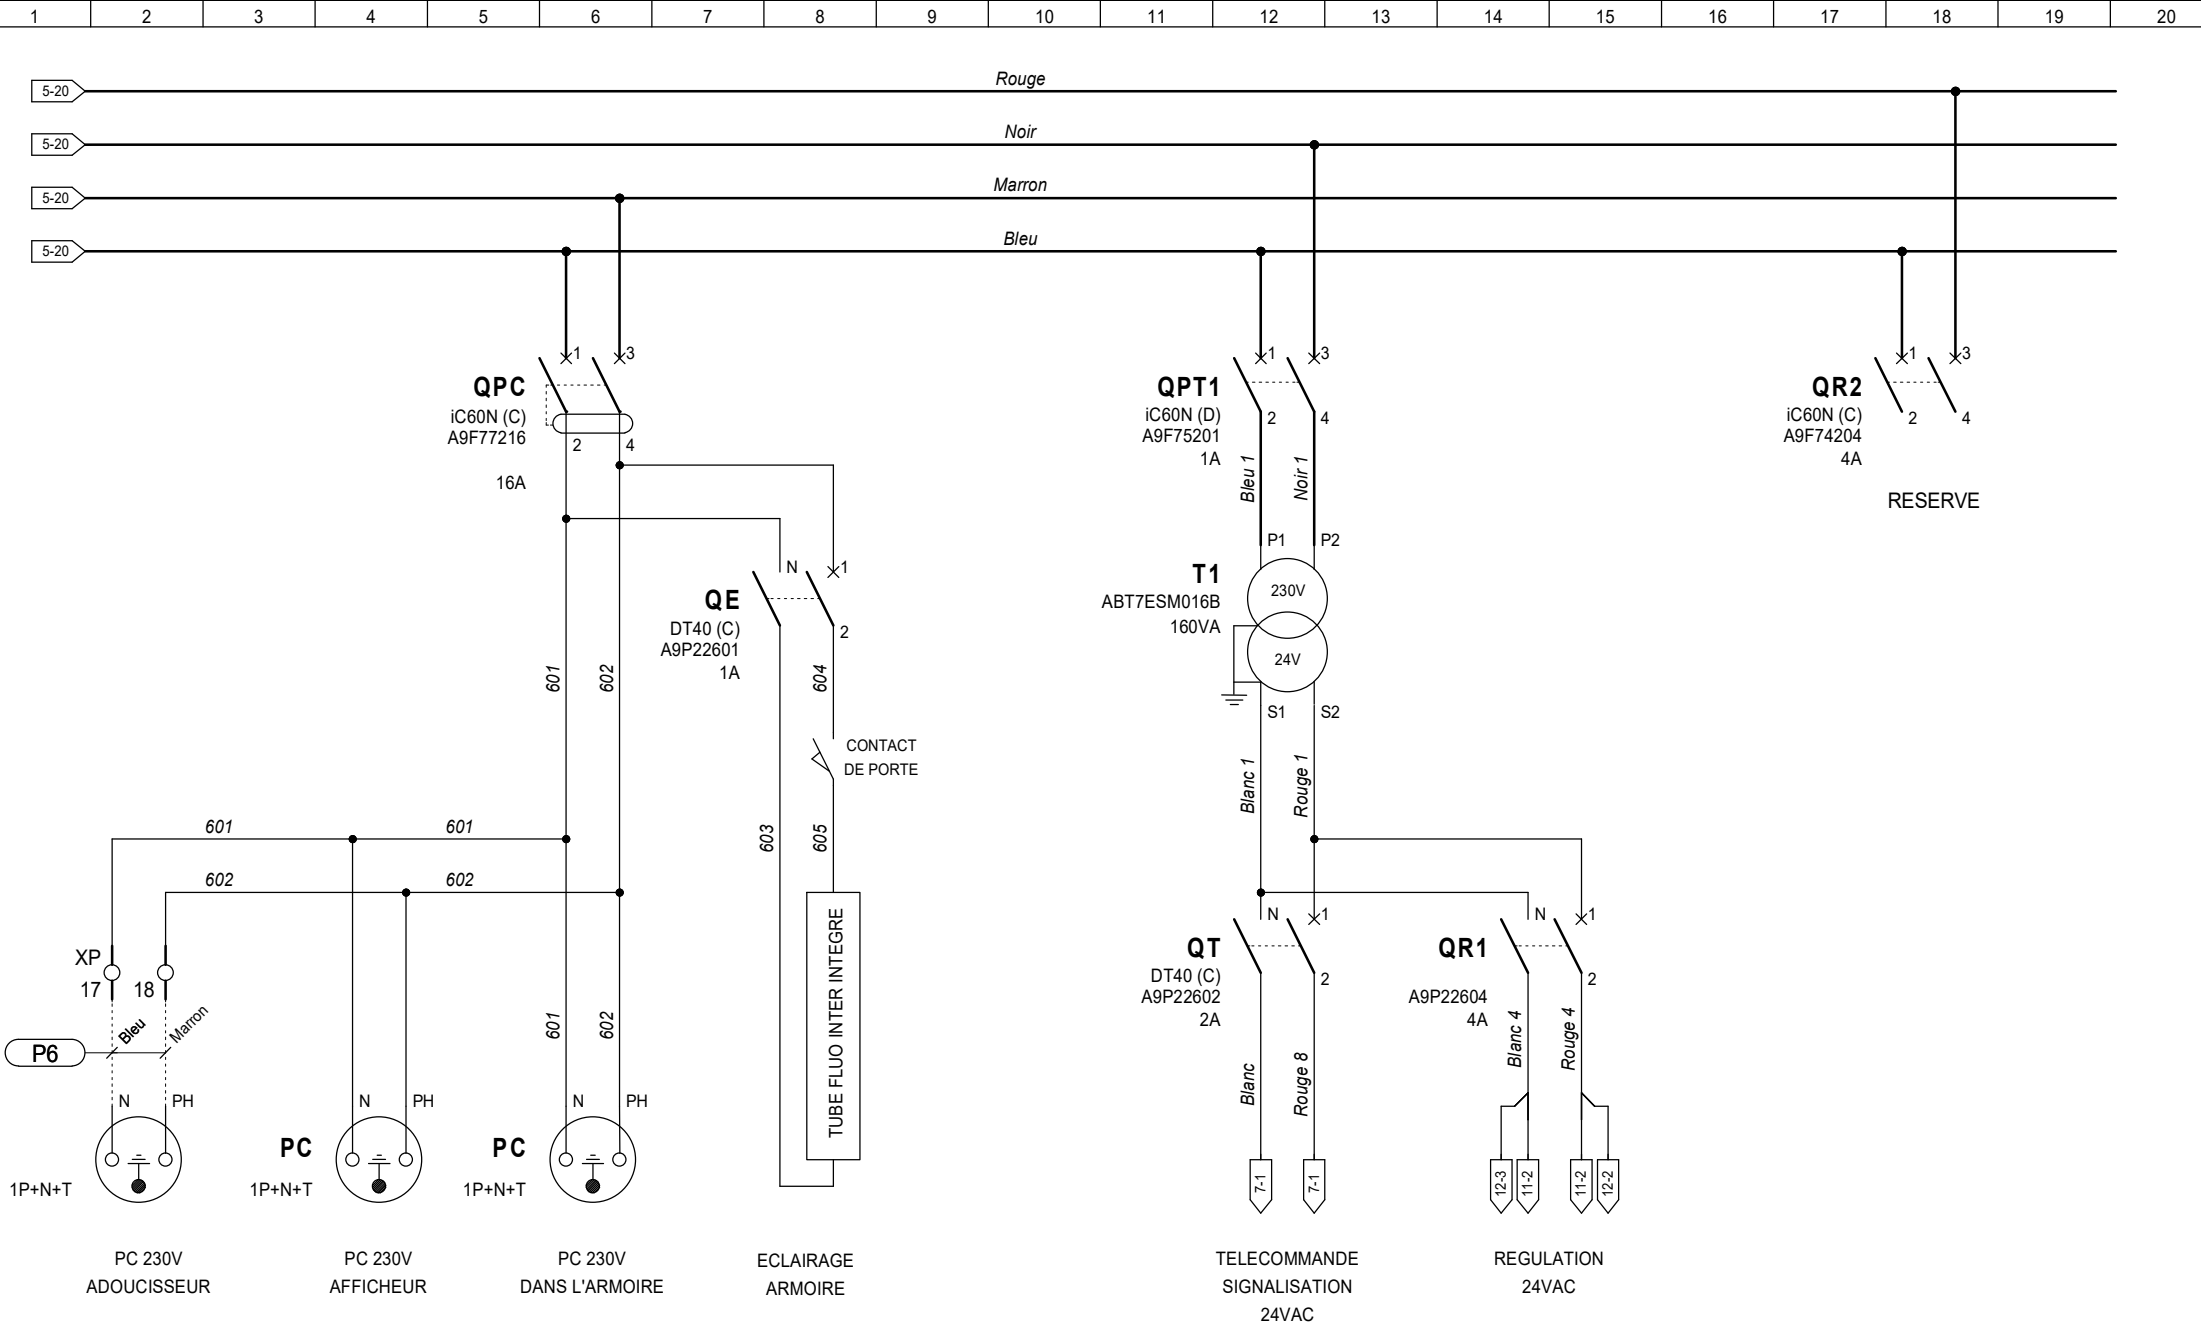 1 2 3 4 5 6 7 8 9 10 11 12 13 14 15 16 17 18 19 20
5-20 Rouge
5-20 Noir
5-20 Marron
5-20 Bleu
1 3
QPC
iC60N (C)
A9F77216
2 4
16A
1 3
QPT1
iC60N (D)
A9F75201
1A
2 4
Bleu 1
Noir 1
1 3
QR2
iC60N (C)
A9F74204
4A
2 4
RESERVE
N 1
QE
DT40 (C)
A9P22601
1A
2
601
602
604
CONTACT
DE PORTE
603
605
TUBE FLUO INTER INTEGRE
P1 P2
T1
ABT7ESM016B
160VA
230V
24V
S1 S2
Blanc 1
Rouge 1
601 601
602 602
XP
17 18
Bleu
Marron
P6
601
602
N PH
1P+N+T
N PH
PC
1P+N+T
N PH
PC
1P+N+T
N 1
QT
DT40 (C)
A9P22602
2A
2
Blanc
Rouge 8
7-1
7-1
N 1
QR1
A9P22604
4A
2
Blanc 4
Rouge 4
12-3
11-2
11-2
12-2
PC 230V
ADOUCISSEUR
PC 230V
AFFICHEUR
PC 230V
DANS L'ARMOIRE
ECLAIRAGE
ARMOIRE
TELECOMMANDE
SIGNALISATION
24VAC
REGULATION
24VAC